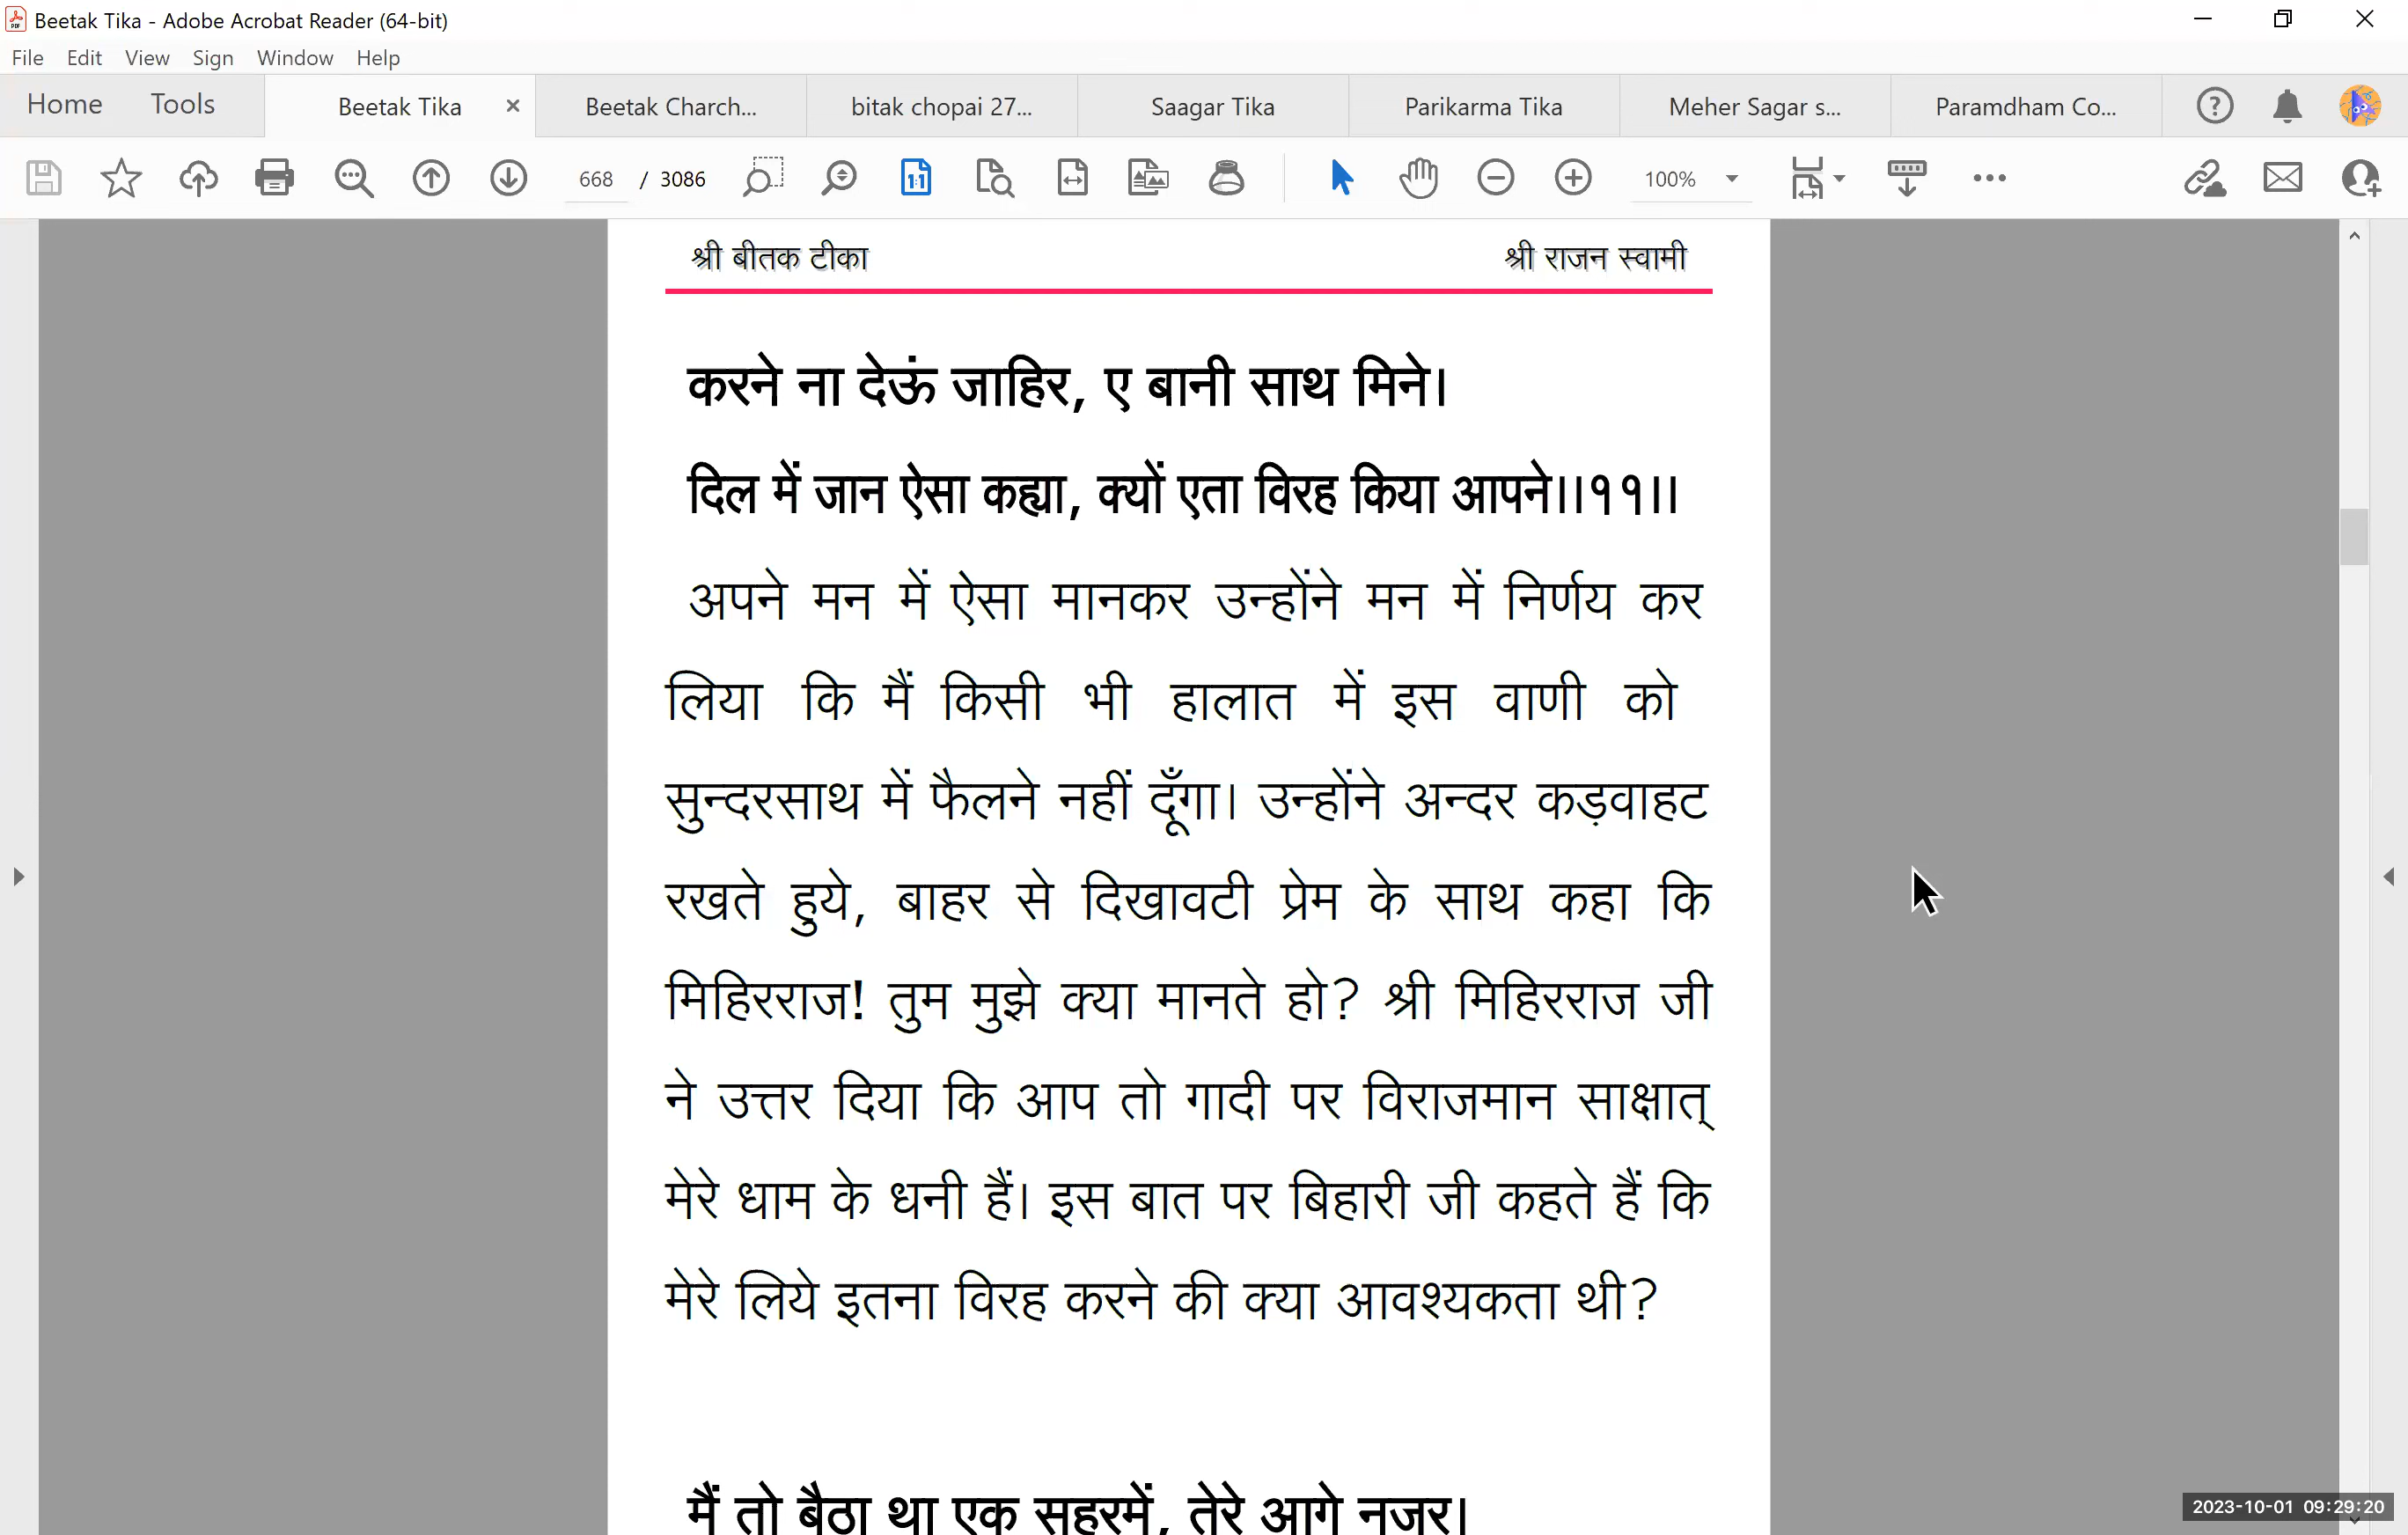 Beetak Tika - Adobe Acrobat Reader (64-bit)
File Edit View Sign Window Help
Home Tools Beetak Tika Beetak Charch... bitak chopai 27... Saagar Tika Parikarma Tika Meher Sagar s... Paramdham Co...
668 / 3086 1:1 100%
श्री बीतक टीका श्री राजन स्वामी
करने ना देऊं जाहिर, ए बानी साथ मिने।
दिल में जान ऐसा कह्या, क्यों एता विरह किया आपने।।११।।
अपने मन में ऐसा मानकर उन्होंने मन में निर्णय कर
लिया कि मैं किसी भी हालात में इस वाणी को
सुन्दरसाथ में फैलने नहीं दूँगा। उन्होंने अन्दर कड़वाहट
रखते हुये, बाहर से दिखावटी प्रेम के साथ कहा कि
मिहिरराज! तुम मुझे क्या मानते हो? श्री मिहिरराज जी
ने उत्तर दिया कि आप तो गादी पर विराजमान साक्षात्
मेरे धाम के धनी हैं। इस बात पर बिहारी जी कहते हैं कि
मेरे लिये इतना विरह करने की क्या आवश्यकता थी?
मैं तो बैठा था एक सहरमें, तेरे आगे नजर।
2023-10-01 09:29:20